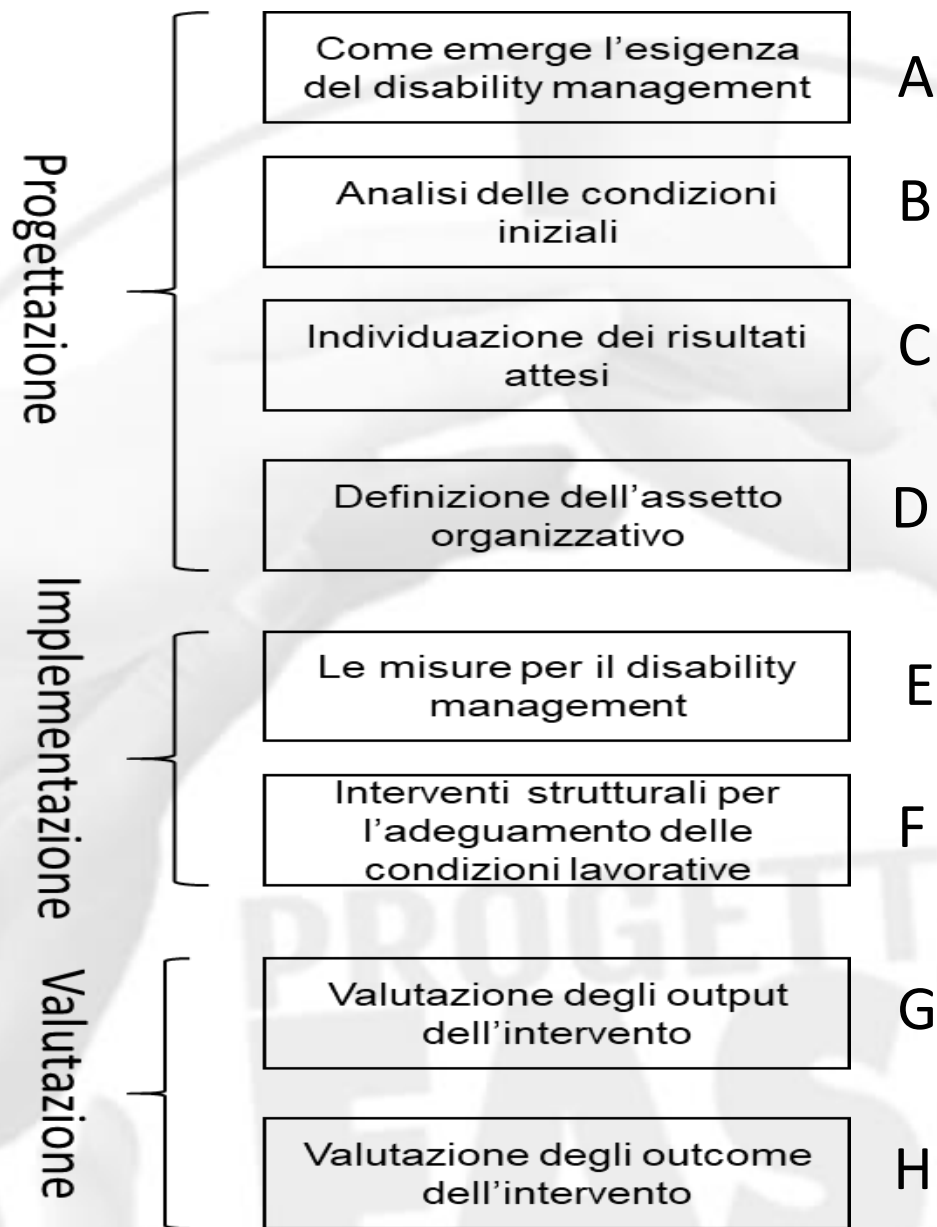 Progettazione
Come emerge l'esigenza
del disability management
A
Analisi delle condizioni
iniziali
B
Individuazione dei risultati
attesi
C
Definizione dell'assetto
organizzativo
D
Implementazione
Le misure per il disability
management
E
Interventi strutturali per
l'adeguamento delle
condizioni lavorative
F
Valutazione
Valutazione degli output
dell'intervento
G
Valutazione degli outcome
dell'intervento
H
PROGETT
EAS